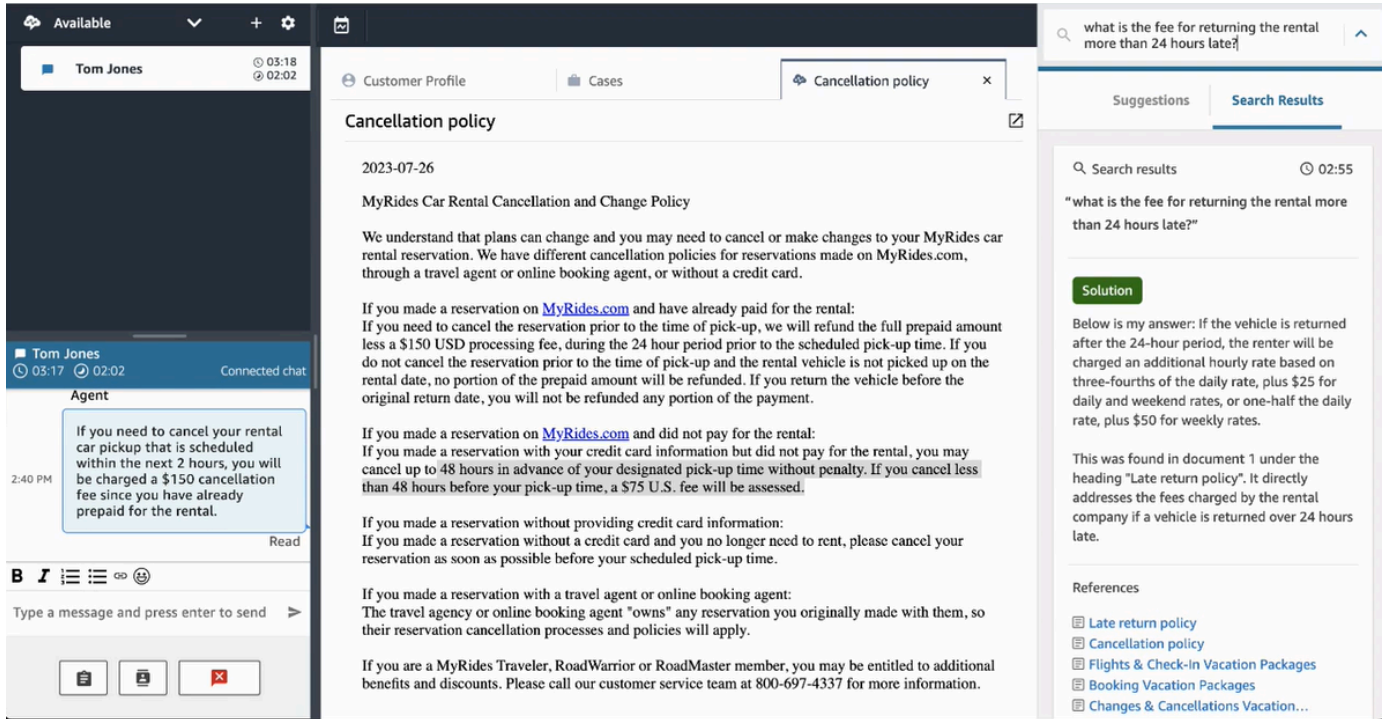 Available
Tom Jones
03:18
02:02
Tom Jones
03:17 02:02 Connected chat
Agent
If you need to cancel your rental
car pickup that is scheduled
within the next 2 hours, you will
be charged a $150 cancellation
fee since you have already
prepaid for the rental.
2:40 PM
Read
B I
Type a message and press enter to send
Customer Profile
Cases
Cancellation policy
Cancellation policy
2023-07-26
MyRides Car Rental Cancellation and Change Policy
We understand that plans can change and you may need to cancel or make changes to your MyRides car
rental reservation. We have different cancellation policies for reservations made on MyRides.com,
through a travel agent or online booking agent, or without a credit card.
If you made a reservation on MyRides.com and have already paid for the rental:
If you need to cancel the reservation prior to the time of pick-up, we will refund the full prepaid amount
less a $150 USD processing fee, during the 24 hour period prior to the scheduled pick-up time. If you
do not cancel the reservation prior to the time of pick-up and the rental vehicle is not picked up on the
rental date, no portion of the prepaid amount will be refunded. If you return the vehicle before the
original return date, you will not be refunded any portion of the payment.
If you made a reservation on MyRides.com and did not pay for the rental:
If you made a reservation with your credit card information but did not pay for the rental, you may
cancel up to 48 hours in advance of your designated pick-up time without penalty. If you cancel less
than 48 hours before your pick-up time, a $75 U.S. fee will be assessed.
If you made a reservation without providing credit card information:
If you made a reservation without a credit card and you no longer need to rent, please cancel your
reservation as soon as possible before your scheduled pick-up time.
If you made a reservation with a travel agent or online booking agent:
The travel agency or online booking agent "owns" any reservation you originally made with them, so
their reservation cancellation processes and policies will apply.
If you are a MyRides Traveler, RoadWarrior or RoadMaster member, you may be entitled to additional
benefits and discounts. Please call our customer service team at 800-697-4337 for more information.
what is the fee for returning the rental
more than 24 hours late?
Suggestions
Search Results
Search results 02:55
"what is the fee for returning the rental more
than 24 hours late?"
Solution
Below is my answer: If the vehicle is returned
after the 24-hour period, the renter will be
charged an additional hourly rate based on
three-fourths of the daily rate, plus $25 for
daily and weekend rates, or one-half the daily
rate, plus $50 for weekly rates.
This was found in document 1 under the
heading "Late return policy". It directly
addresses the fees charged by the rental
company if a vehicle is returned over 24 hours
late.
References
Late return policy
Cancellation policy
Flights & Check-In Vacation Packages
Booking Vacation Packages
Changes & Cancellations Vacation...